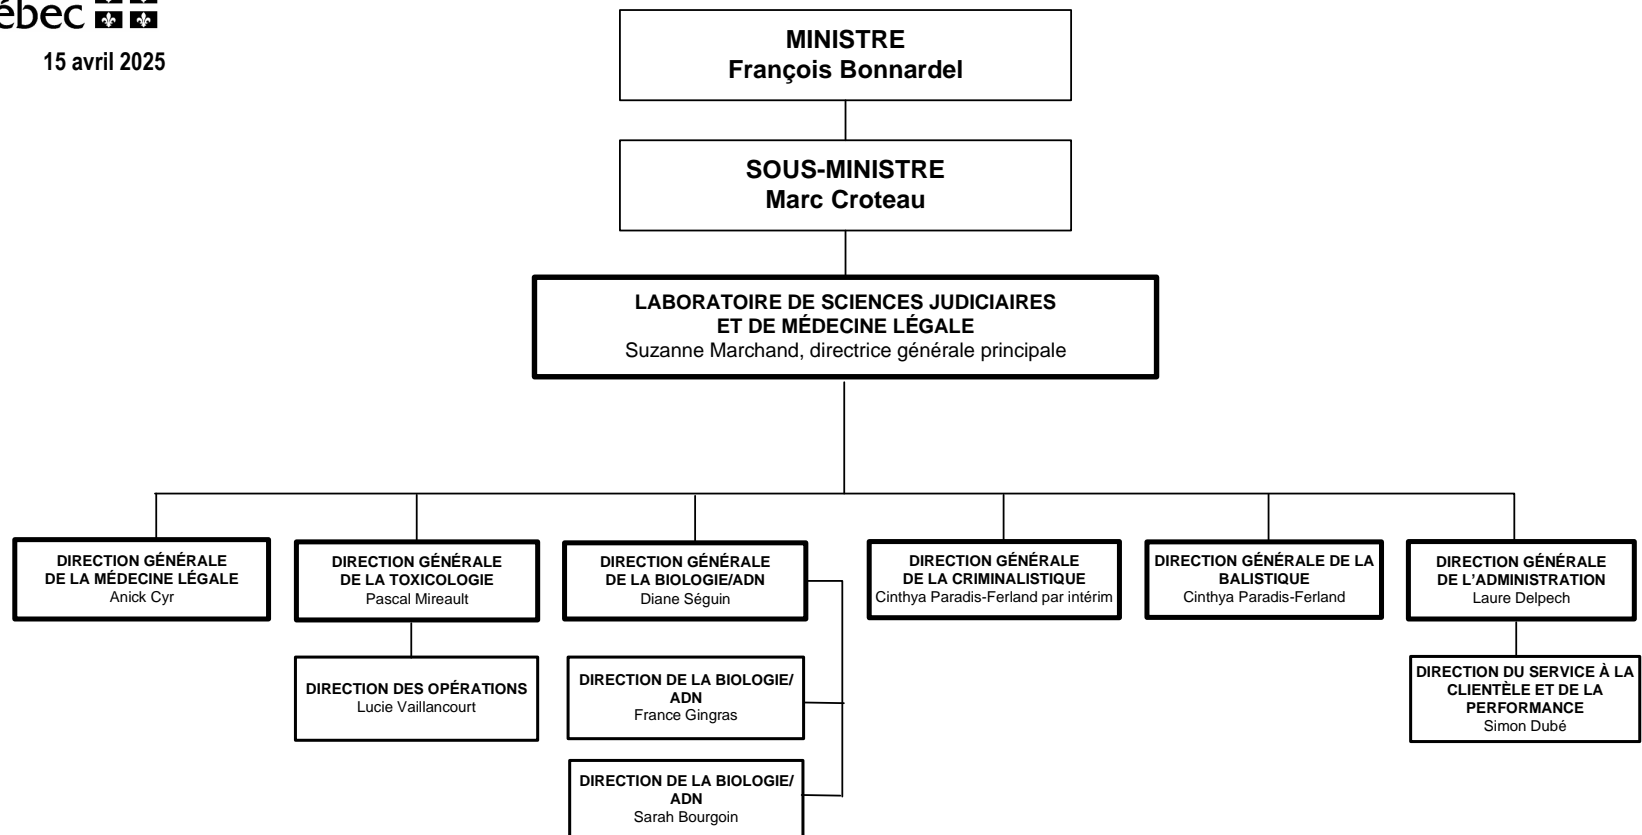 ébec
15 avril 2025
MINISTRE
François Bonnardel
SOUS-MINISTRE
Marc Croteau
LABORATOIRE DE SCIENCES JUDICIAIRES
ET DE MÉDECINE LÉGALE
Suzanne Marchand, directrice générale principale
DIRECTION GÉNÉRALE
DE LA MÉDECINE LÉGALE
Anick Cyr
DIRECTION GÉNÉRALE
DE LA TOXICOLOGIE
Pascal Mireault
DIRECTION GÉNÉRALE
DE LA BIOLOGIE/ADN
Diane Séguin
DIRECTION GÉNÉRALE
DE LA CRIMINALISTIQUE
Cinthya Paradis-Ferland par intérim
DIRECTION GÉNÉRALE DE LA
BALISTIQUE
Cinthya Paradis-Ferland
DIRECTION GÉNÉRALE
DE L’ADMINISTRATION
Laure Delpech
DIRECTION DES OPÉRATIONS
Lucie Vaillancourt
DIRECTION DE LA BIOLOGIE/
ADN
France Gingras
DIRECTION DU SERVICE À LA
CLIENTÈLE ET DE LA
PERFORMANCE
Simon Dubé
DIRECTION DE LA BIOLOGIE/
ADN
Sarah Bourgoin